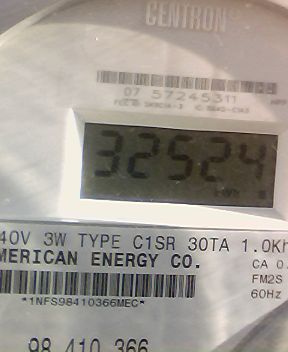 CENTRON®
07 57245311
32524
kWh
40V 3W TYPE C1SR 30TA 1.0Kh
MERICAN ENERGY CO.
CA 0.
FM2S
*1NFS98410366MEC*
60Hz
98 410 366